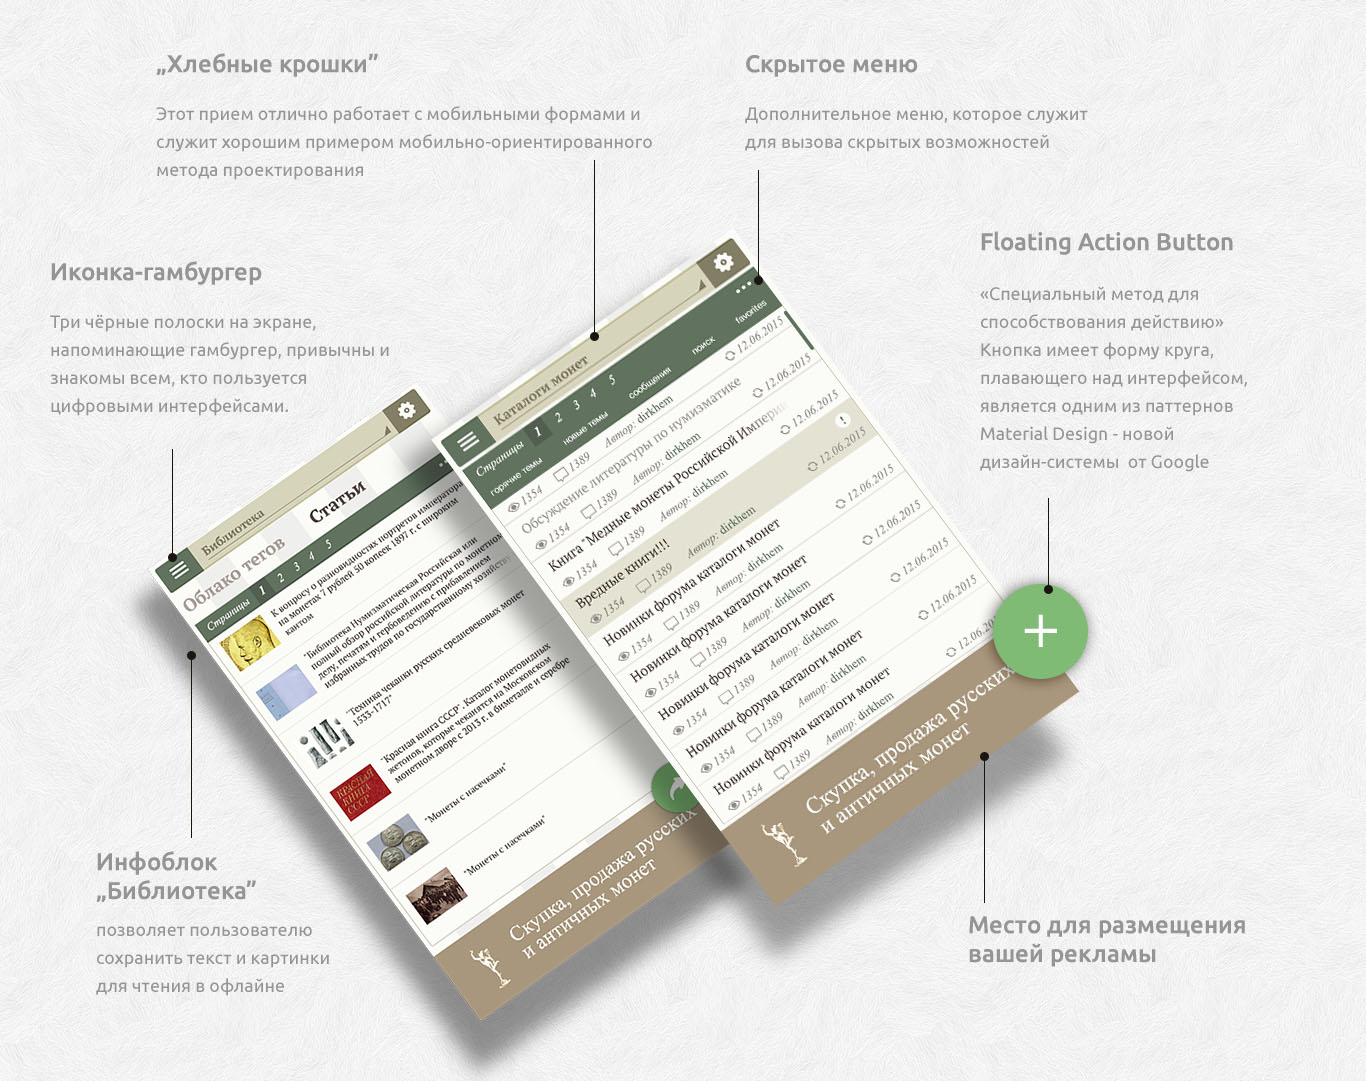 „Хлебные крошки”
Этот прием отлично работает с мобильными формами и
служит хорошим примером мобильно-ориентированного
метода проектирования
Скрытое меню
Дополнительное меню, которое служит
для вызова скрытых возможностей
Иконка-гамбургер
Три чёрные полоски на экране,
напоминающие гамбургер, привычны и
знакомы всем, кто пользуется
цифровыми интерфейсами.
Floating Action Button
«Специальный метод для
способствования действию»
Кнопка имеет форму круга,
плавающего над интерфейсом,
является одним из паттернов
Material Design - новой
дизайн-системы от Google
Библиотека
Облако тегов Статьи
Страницы 1 2 3 4 5
К вопросу о разновидностях портретов императора
на монетах 7 рублей 50 копеек 1897 г. с широким
кантом
"Библиотека Нумизматическая Российская или
полный обзор российской литературы по монетном
делу, печатям и гербоведению с прибавлением
избранных трудов по государственному хозяйств
"Техника чеканки русских средневековых монет
1533-1717"
КРАСНАЯ
КНИГА
СССР
"Красная книга СССР". Каталог монетовидных
жетонов, которые чеканятся на Московском
монетном дворе с 2013 г. в биметалле и серебре
"Монеты с насечками"
"Монеты с насечками"
Скупка, продажа русских
и античных монет
Каталоги монет
Страницы 1 2 3 4 5
горячие темы новые темы сообщения поиск favorites
1354 1389 Автор: dirkhem 12.06.2015
Обсуждение литературы по нумизматике
1354 1389 Автор: dirkhem 12.06.2015
Книга "Медные монеты Российской Империи
1354 1389 Автор: dirkhem 12.06.2015
Вредные книги!!! !
1354 1389 Автор: dirkhem 12.06.2015
Новинки форума каталоги монет
1354 1389 Автор: dirkhem 12.06.2015
Новинки форума каталоги монет
1354 1389 Автор: dirkhem 12.06.2015
Новинки форума каталоги монет
1354 1389 Автор: dirkhem 12.06.2015
Новинки форума каталоги монет
1354 1389 Автор: dirkhem 12.06.2015
Новинки форума каталоги монет
1354 1389 Автор: dirkhem 12.06.20
Скупка, продажа русских
и античных монет
Инфоблок
„Библиотека”
позволяет пользователю
сохранить текст и картинки
для чтения в офлайне
Место для размещения
вашей рекламы